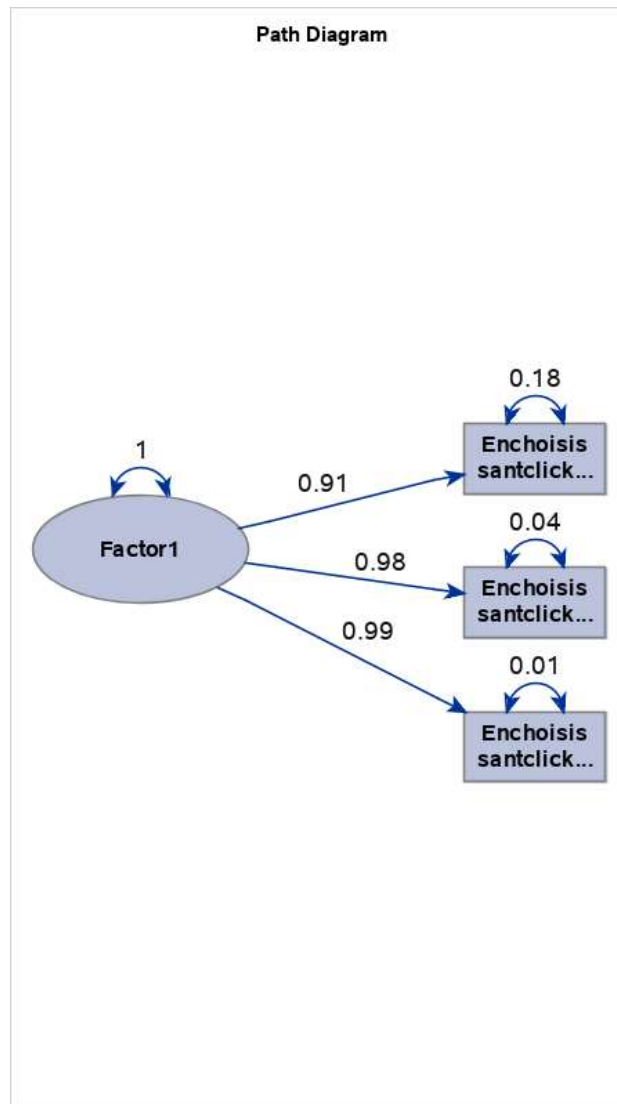 Path Diagram
0.18
1
Enchoisis
santclick...
0.91
0.04
Factor1
0.98
Enchoisis
santclick...
0.99
0.01
Enchoisis
santclick...